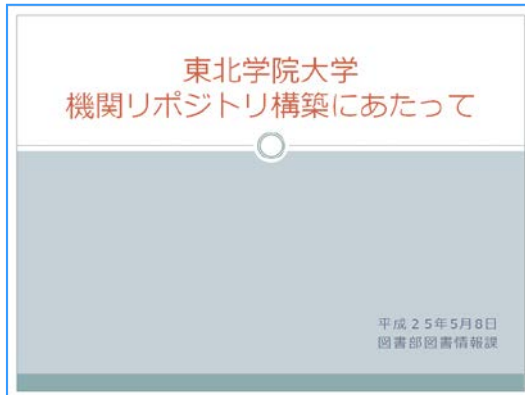 東北学院大学
機関リポジトリ構築にあたって
平成２５年5月8日
図書部図書情報課